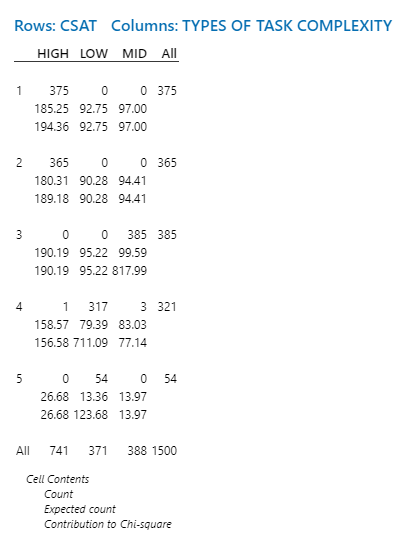 Rows: CSAT Columns: TYPES OF TASK COMPLEXITY
HIGH LOW MID All
1 375 0 0 375
185.25 92.75 97.00
194.36 92.75 97.00
2 365 0 0 365
180.31 90.28 94.41
189.18 90.28 94.41
3 0 0 385 385
190.19 95.22 99.59
190.19 95.22 817.99
4 1 317 3 321
158.57 79.39 83.03
156.58 711.09 77.14
5 0 54 0 54
26.68 13.36 13.97
26.68 123.68 13.97
All 741 371 388 1500
Cell Contents
Count
Expected count
Contribution to Chi-square